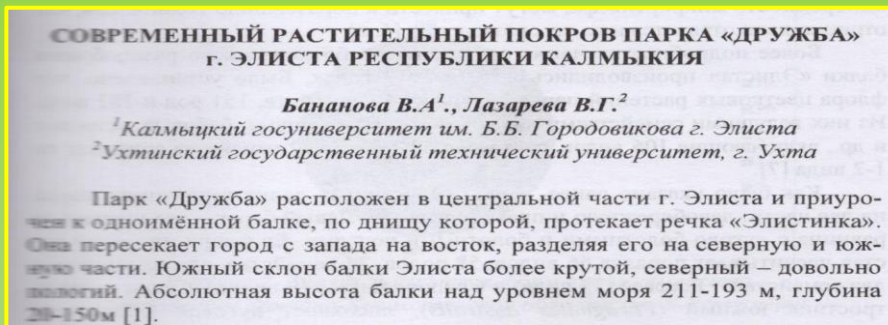 СОВРЕМЕННЫЙ РАСТИТЕЛЬНЫЙ ПОКРОВ ПАРКА «ДРУЖБА»
г. ЭЛИСТА РЕСПУБЛИКИ КАЛМЫКИЯ
Бананова В.А¹., Лазарева В.Г.²
¹Калмыцкий госуниверситет им. Б.Б. Городовикова г. Элиста
²Ухтинский государственный технический университет, г. Ухта
Парк «Дружба» расположен в центральной части г. Элиста и приуро-
чен к одноимённой балке, по днищу которой, протекает речка «Элистинка».
Она пересекает город с запада на восток, разделяя его на северную и юж-
ную части. Южный склон балки Элиста более крутой, северный – довольно
пологий. Абсолютная высота балки над уровнем моря 211-193 м, глубина
20-150м [1].